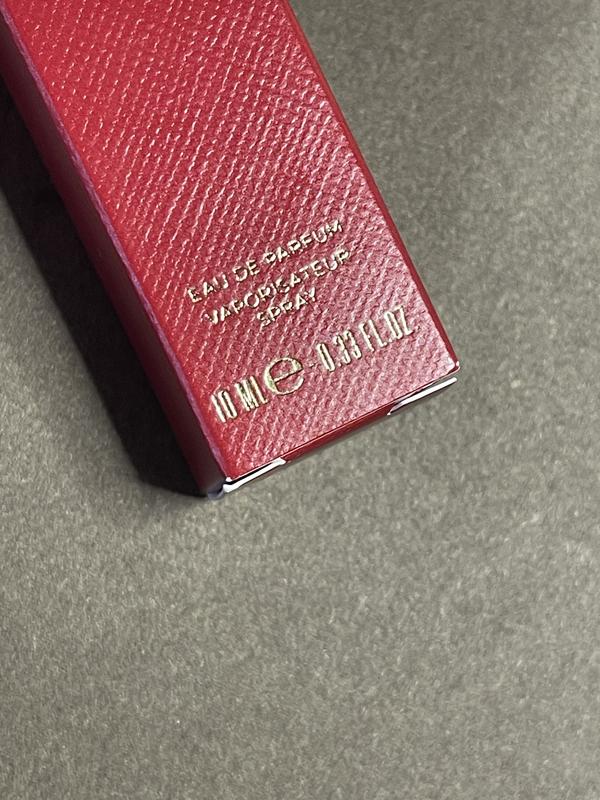 EAU DE PARFUM
VAPORISATEUR
SPRAY
10 ML e - 0.33 FL.OZ